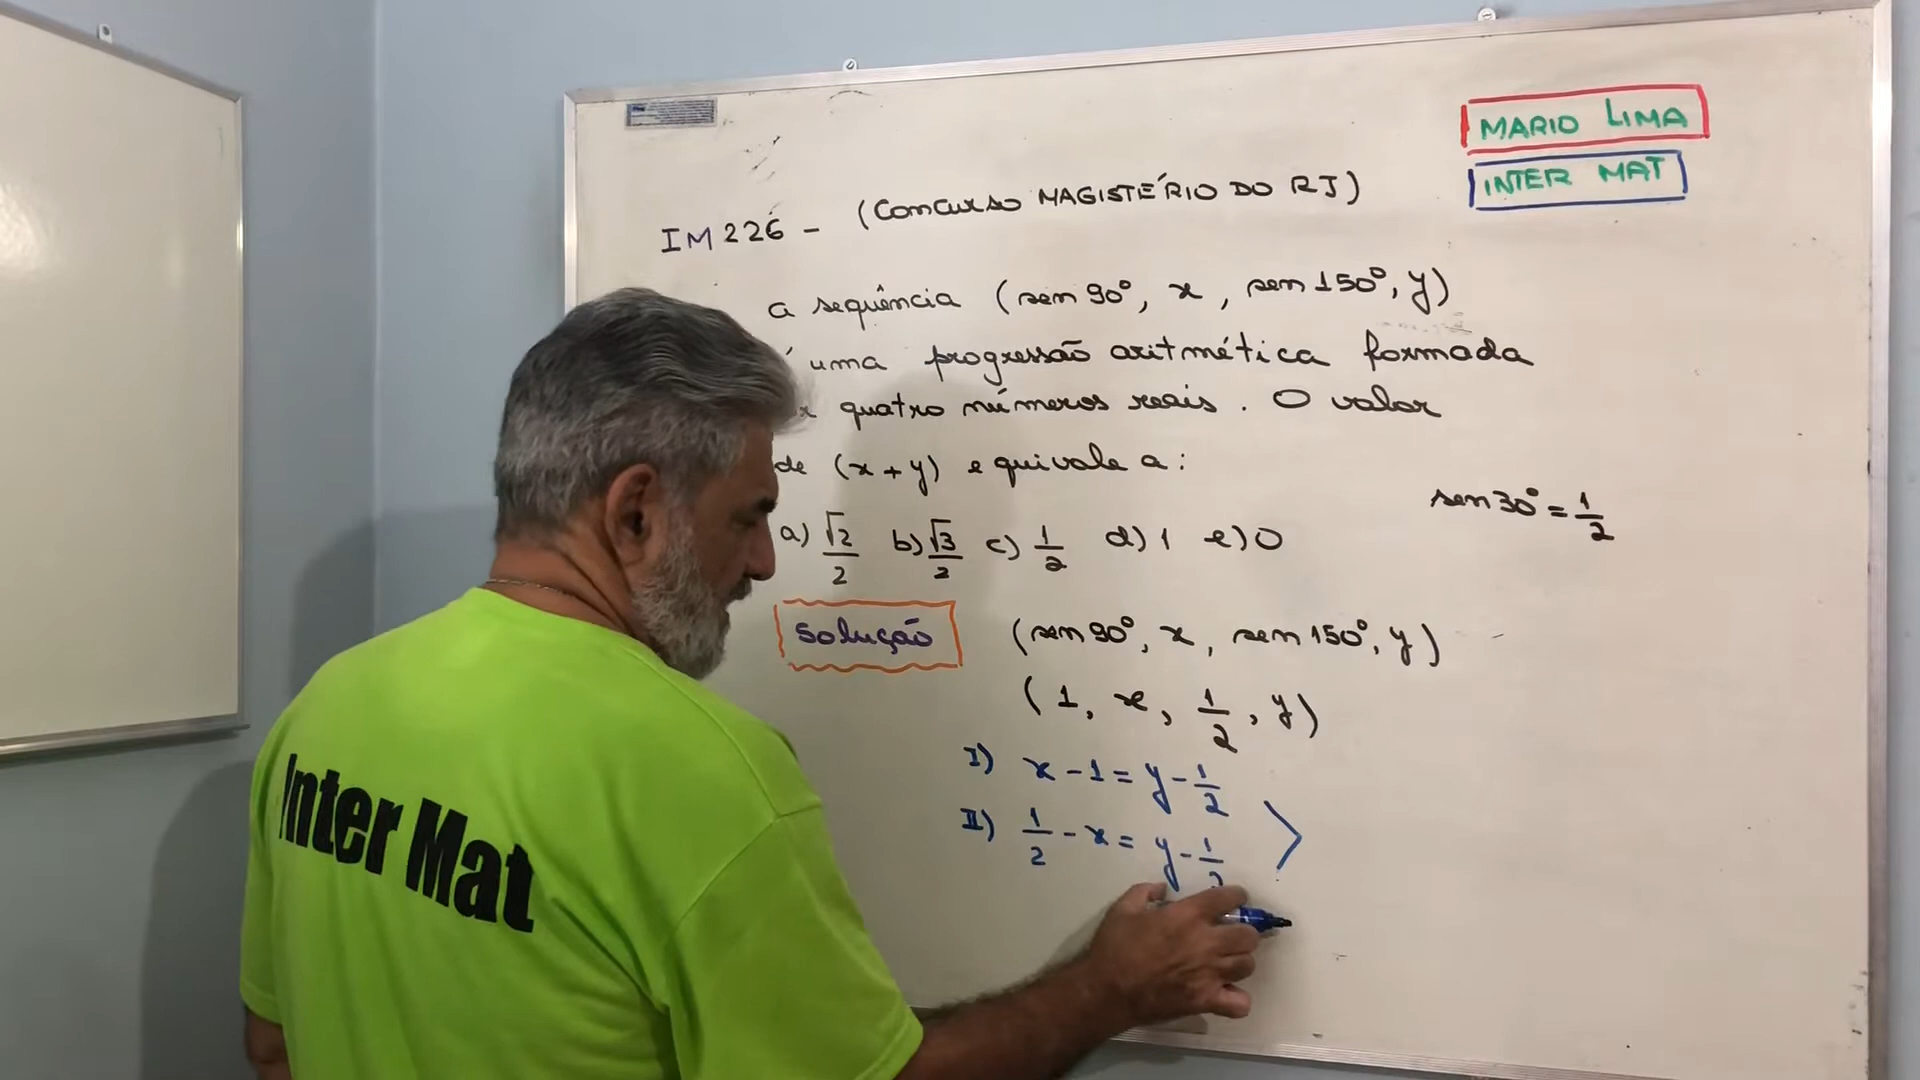 MARIO LIMA
INTER MAT
IM 226 - (CONCURSO MAGISTÉRIO DO RJ)
a sequência (sen 90°, x, sen 150°, y)
uma progressão aritmética formada
quatro números reais. O valor
de (x + y) equivale a:
a) √2/2 b) √3/2 c) 1/2 d) 1 e) 0
sen 30° = 1/2
Solução
(sen 90°, x, sen 150°, y)
(1, x, 1/2, y)
I) x - 1 = y - 1/2
II) 1/2 - x = y - 1/2
Inter Mat